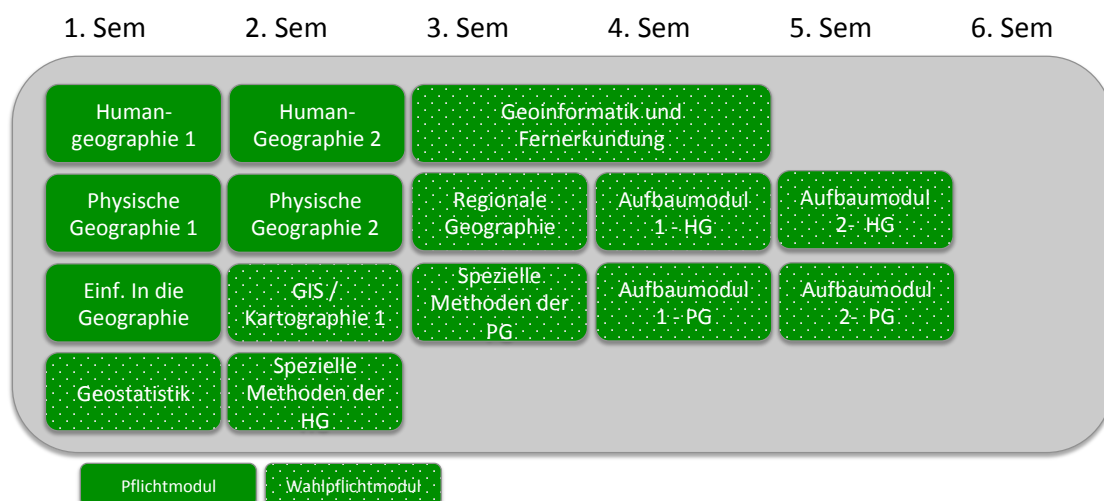 1. Sem 2. Sem 3. Sem 4. Sem 5. Sem 6. Sem
Human-
geographie 1
Human-
Geographie 2
Geoinformatik und
Fernerkundung
Physische
Geographie 1
Physische
Geographie 2
Regionale
Geographie
Aufbaumodul
1 - HG
Aufbaumodul
2- HG
Einf. In die
Geographie
GIS /
Kartographie 1
Spezielle
Methoden der
PG
Aufbaumodul
1 - PG
Aufbaumodul
2- PG
Geostatistik
Spezielle
Methoden der
HG
Pflichtmodul
Wahlpflichtmodul